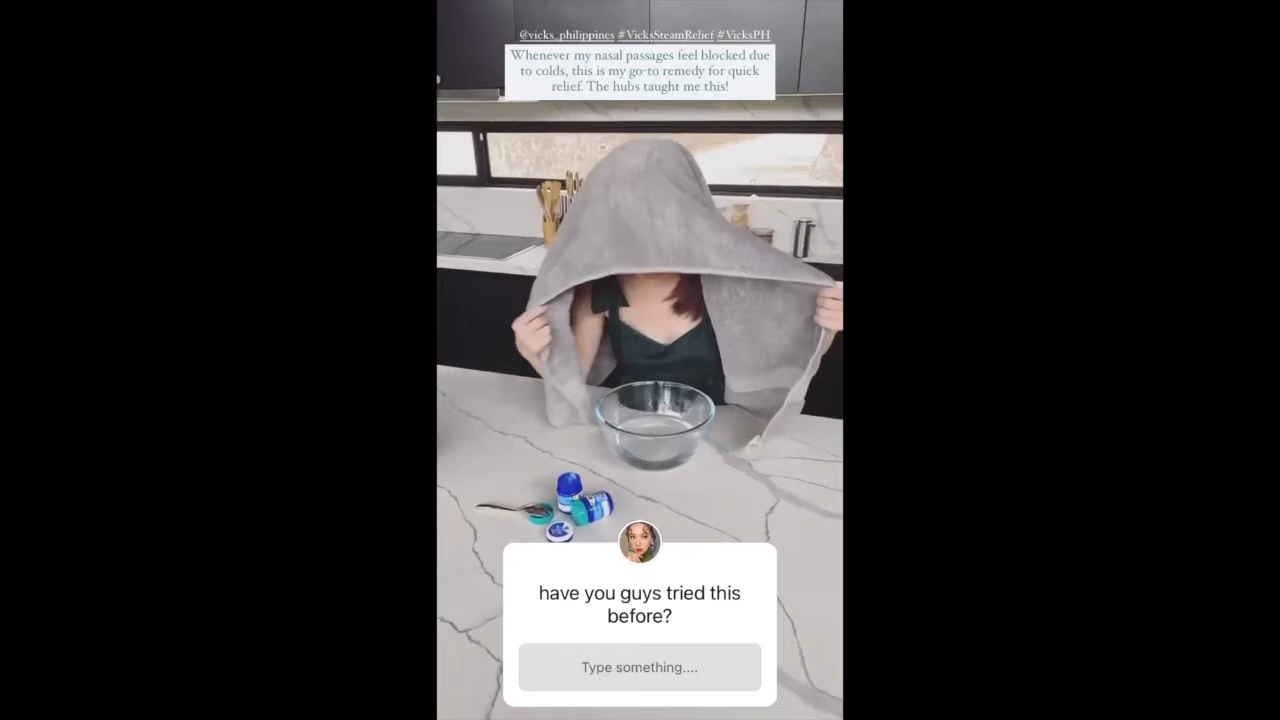 @vicks_philippines #VicksSteamRelief #VicksPH
Whenever my nasal passages feel blocked due
to colds, this is my go-to remedy for quick
relief. The hubs taught me this!
have you guys tried this
before?
Type something....